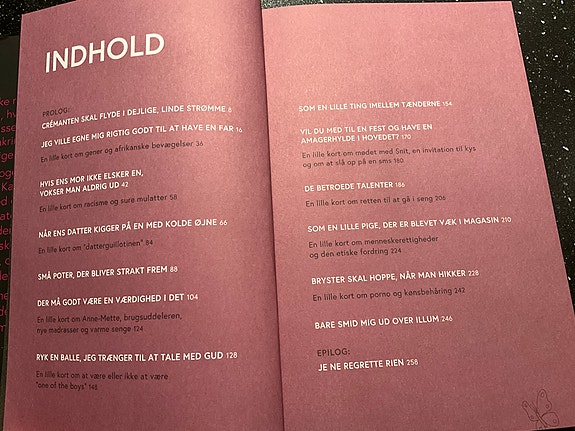 INDHOLD
PROLOG:
CRÉMANTEN SKAL FLYDE I DEJLIGE, LINDE STRØMME 8
JEG VILLE EGNE MIG RIGTIG GODT TIL AT HAVE EN FAR 16
En lille kort om gener og afrikanske bevægelser 36
HVIS ENS MOR IKKE ELSKER EN,
VOKSER MAN ALDRIG UD 42
En lille kort om racisme og sure mulatter 58
NÅR ENS DATTER KIGGER PÅ EN MED KOLDE ØJNE 66
En lille kort om "datterguillotinen" 84
SMÅ POTER, DER BLIVER STRAKT FREM 88
DER MÅ GODT VÆRE EN VÆRDIGHED I DET 104
En lille kort om Anne-Mette, brugsuddeleren,
nye madrasser og varme senge 124
RYK EN BALLE, JEG TRÆNGER TIL AT TALE MED GUD 128
En lille kort om at være eller ikke at være
"one of the boys" 148
SOM EN LILLE TING IMELLEM TÆNDERNE 154
VIL DU MED TIL EN FEST OG HAVE EN
AMAGERHYLDE I HOVEDET? 170
En lille kort om mødet med Snit, en invitation til kys
og om at slå op på en sms 180
DE BETROEDE TALENTER 186
En lille kort om retten til at gå i seng 206
SOM EN LILLE PIGE, DER ER BLEVET VÆK I MAGASIN 210
En lille kort om menneskerettigheder
og den etiske fordring 224
BRYSTER SKAL HOPPE, NÅR MAN HIKKER 228
En lille kort om porno og kønsbehåring 242
BARE SMID MIG UD OVER ILLUM 246
EPILOG:
JE NE REGRETTE RIEN 258